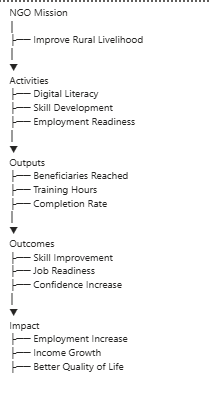 NGO Mission
Improve Rural Livelihood
Activities
Digital Literacy
Skill Development
Employment Readiness
Outputs
Beneficiaries Reached
Training Hours
Completion Rate
Outcomes
Skill Improvement
Job Readiness
Confidence Increase
Impact
Employment Increase
Income Growth
Better Quality of Life